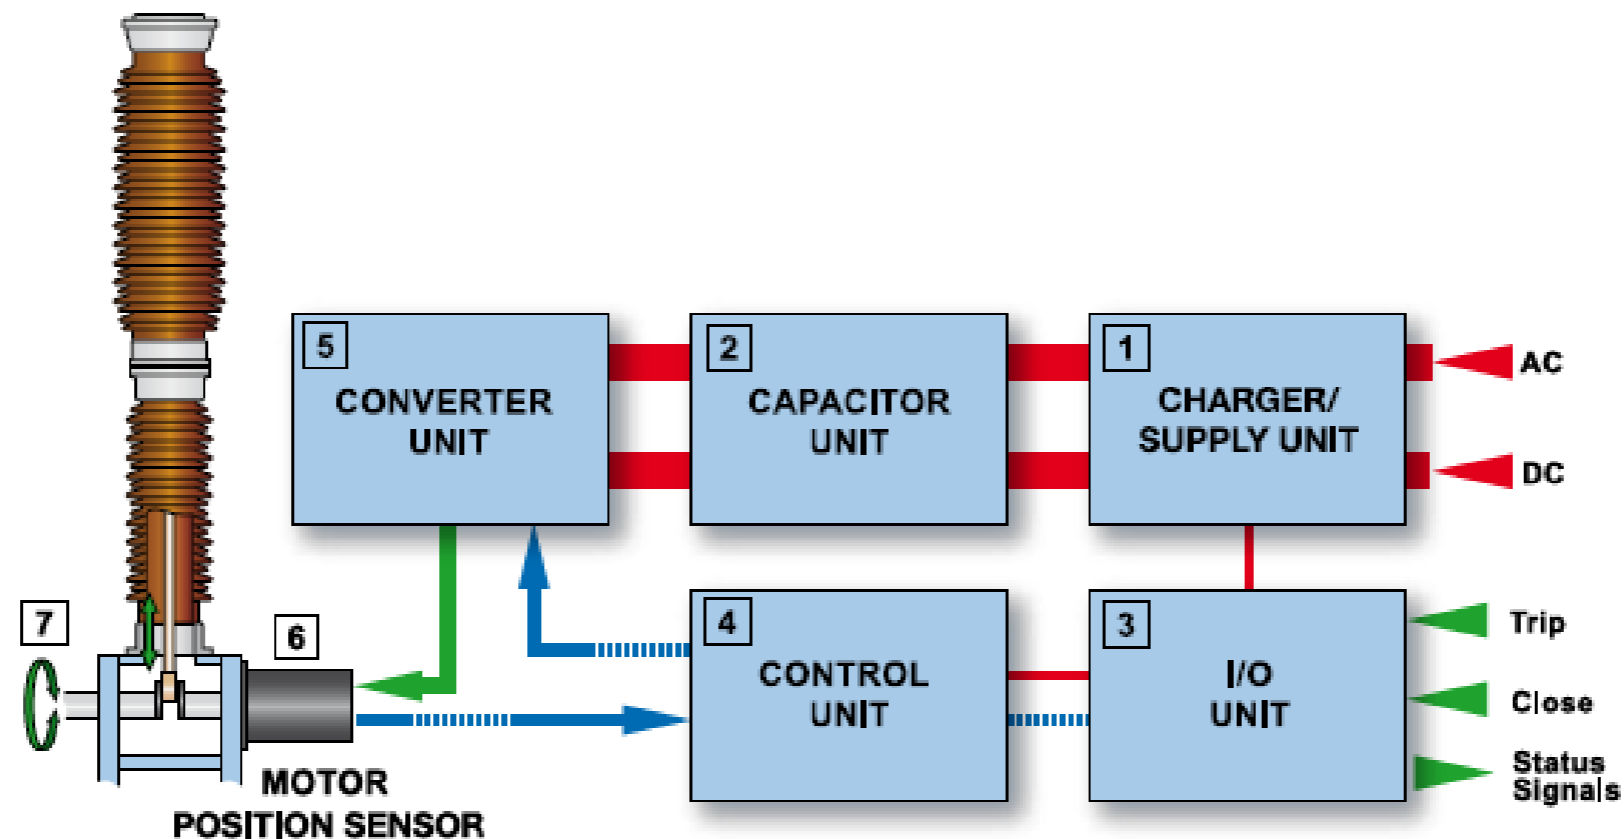 5
CONVERTER
UNIT
2
CAPACITOR
UNIT
1
CHARGER/
SUPPLY UNIT
AC
DC
7
6
MOTOR
POSITION SENSOR
4
CONTROL
UNIT
3
I/O
UNIT
Trip
Close
Status
Signals